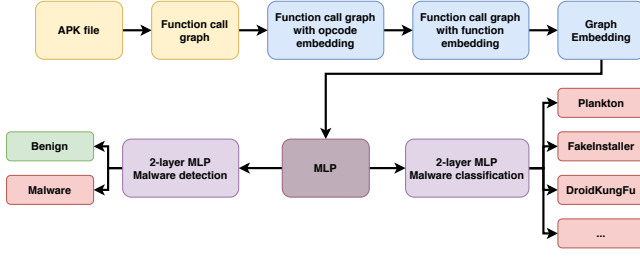 APK file
Function call
graph
Function call graph
with opcode
embedding
Function call graph
with function
embedding
Graph
Embedding
Benign
Malware
2-layer MLP
Malware detection
MLP
2-layer MLP
Malware classification
Plankton
FakeInstaller
DroidKungFu
...